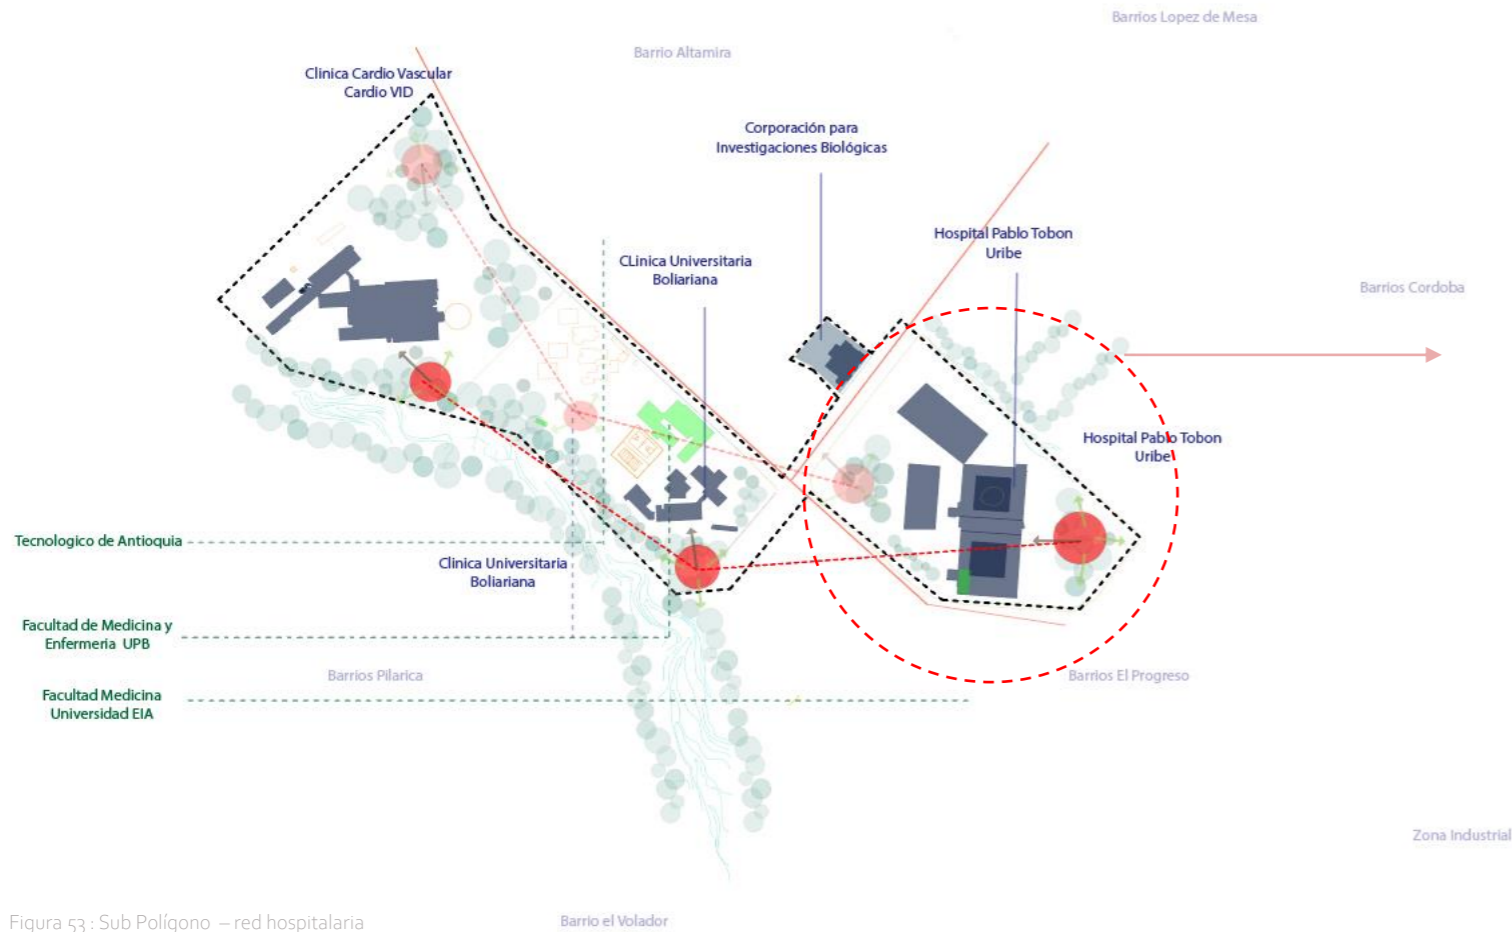 Barrios Lopez de Mesa
Barrio Altamira
Clinica Cardio Vascular
Cardio VID
Corporación para
Investigaciones Biológicas
Hospital Pablo Tobon
Uribe
CLinica Universitaria
Boliariana
Barrios Cordoba
Hospital Pablo Tobon
Uribe
Tecnologico de Antioquia
Clinica Universitaria
Boliariana
Facultad de Medicina y
Enfermeria UPB
Barrios Pilarica
Barrios El Progreso
Facultad Medicina
Universidad EIA
Zona Industrial
Figura 53 : Sub Polígono – red hospitalaria
Barrio el Volador